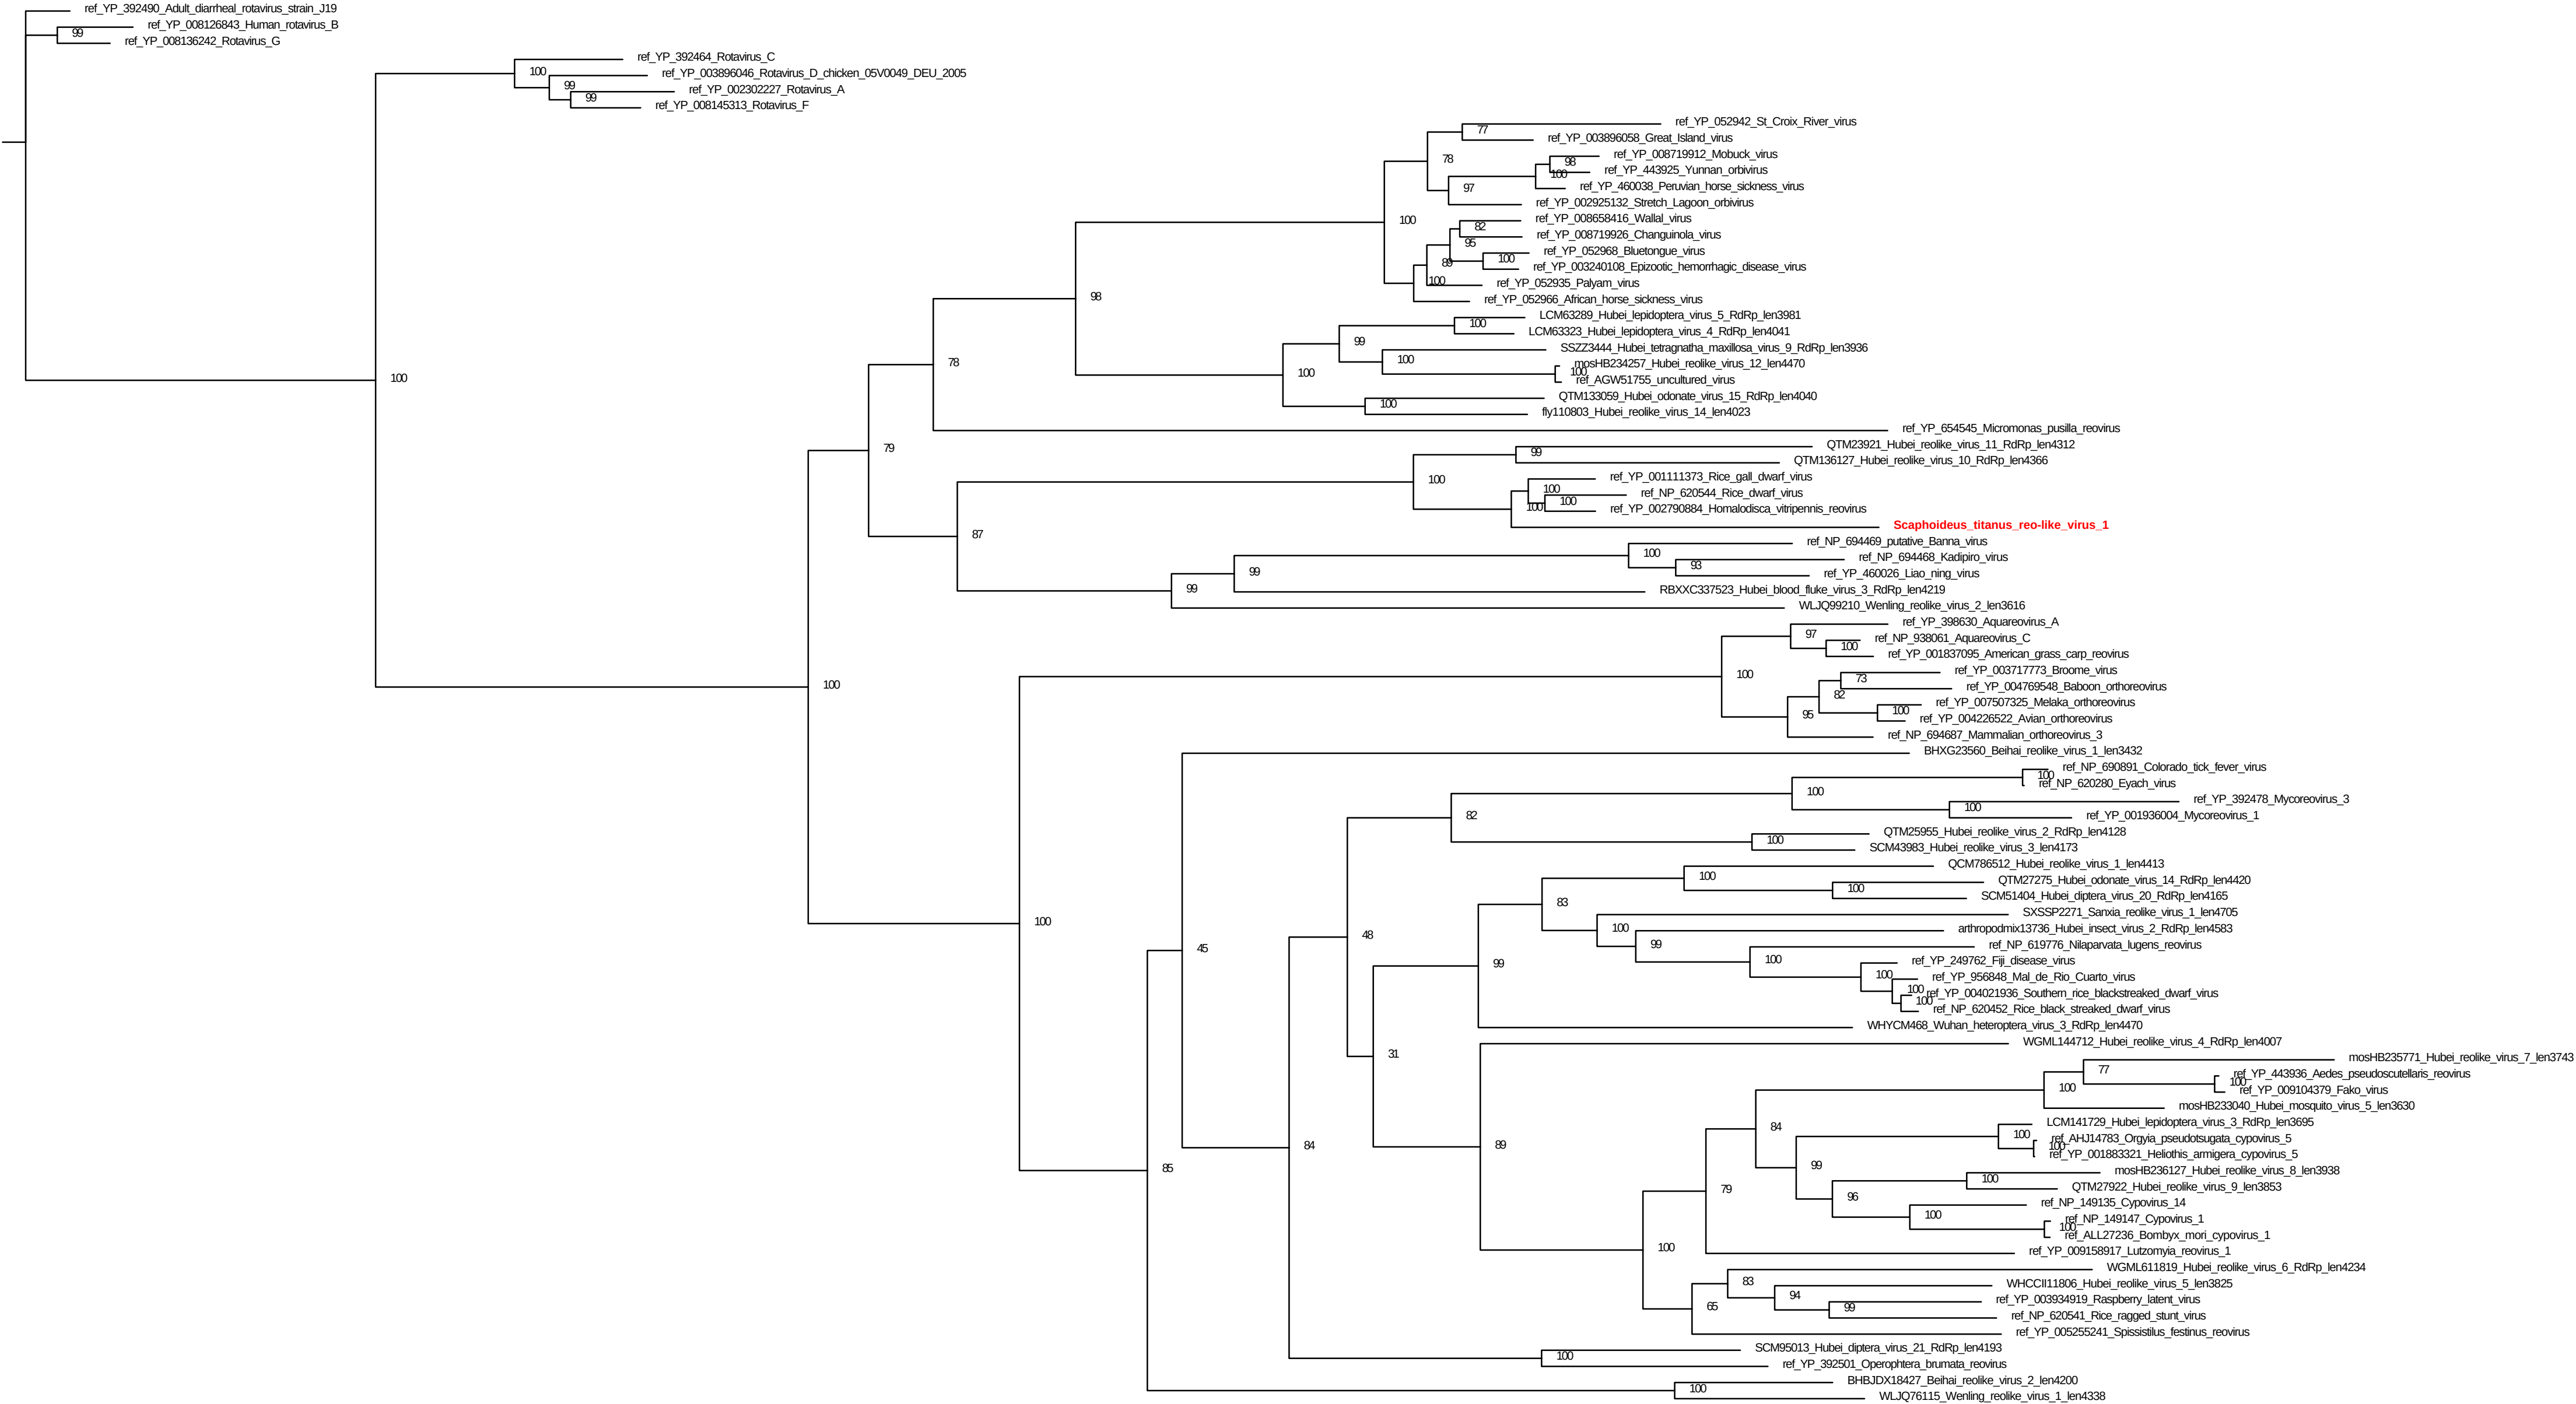 ref_YP_392490_Adult_diarrheal_rotavirus_strain_J19
ref_YP_008126843_Human_rotavirus_B
99
ref_YP_008136242_Rotavirus_G
ref_YP_392464_Rotavirus_C
100
ref_YP_003896046_Rotavirus_D_chicken_05V0049_DEU_2005
99
ref_YP_002302227_Rotavirus_A
99
ref_YP_008145313_Rotavirus_F
ref_YP_052942_St_Croix_River_virus
77
ref_YP_003896058_Great_Island_virus
78
ref_YP_008719912_Mobuck_virus
98
ref_YP_443925_Yunnan_orbivirus
100
ref_YP_460038_Peruvian_horse_sickness_virus
97
ref_YP_002925132_Stretch_Lagoon_orbivirus
100
ref_YP_008658416_Wallal_virus
82
ref_YP_008719926_Changuinola_virus
95
ref_YP_052968_Bluetongue_virus
100
89
ref_YP_003240108_Epizootic_hemorrhagic_disease_virus
100
ref_YP_052935_Palyam_virus
98
ref_YP_052966_African_horse_sickness_virus
LCM63289_Hubei_lepidoptera_virus_5_RdRp_len3981
100
LCM63323_Hubei_lepidoptera_virus_4_RdRp_len4041
99
SSZZ3444_Hubei_tetragnatha_maxillosa_virus_9_RdRp_len3936
100
78
mosHB234257_Hubei_reolike_virus_12_len4470
100
100
ref_AGW51755_uncultured_virus
100
QTM133059_Hubei_odonate_virus_15_RdRp_len4040
100
fly110803_Hubei_reolike_virus_14_len4023
ref_YP_654545_Micromonas_pusilla_reovirus
79
QTM23921_Hubei_reolike_virus_11_RdRp_len4312
99
QTM136127_Hubei_reolike_virus_10_RdRp_len4366
100
ref_YP_001111373_Rice_gall_dwarf_virus
100
ref_NP_620544_Rice_dwarf_virus
100
100
ref_YP_002790884_Homalodisca_vitripennis_reovirus
Scaphoideus_titanus_reo-like_virus_1
87
ref_NP_694469_putative_Banna_virus
100
ref_NP_694468_Kadipiro_virus
93
99
ref_YP_460026_Liao_ning_virus
99
RBXXC337523_Hubei_blood_fluke_virus_3_RdRp_len4219
WLJQ99210_Wenling_reolike_virus_2_len3616
100
ref_YP_398630_Aquareovirus_A
97
ref_NP_938061_Aquareovirus_C
100
ref_YP_001837095_American_grass_carp_reovirus
100
ref_YP_003717773_Broome_virus
73
ref_YP_004769548_Baboon_orthoreovirus
82
ref_YP_007507325_Melaka_orthoreovirus
100
95
ref_YP_004226522_Avian_orthoreovirus
ref_NP_694687_Mammalian_orthoreovirus_3
BHXG23560_Beihai_reolike_virus_1_len3432
ref_NP_690891_Colorado_tick_fever_virus
100
ref_NP_620280_Eyach_virus
100
ref_YP_392478_Mycoreovirus_3
100
ref_YP_001936004_Mycoreovirus_1
82
QTM25955_Hubei_reolike_virus_2_RdRp_len4128
100
SCM43983_Hubei_reolike_virus_3_len4173
QCM786512_Hubei_reolike_virus_1_len4413
100
QTM27275_Hubei_odonate_virus_14_RdRp_len4420
100
SCM51404_Hubei_diptera_virus_20_RdRp_len4165
83
SXSSP2271_Sanxia_reolike_virus_1_len4705
100
100
arthropodmix13736_Hubei_insect_virus_2_RdRp_len4583
48
99
ref_NP_619776_Nilaparvata_lugens_reovirus
45
100
ref_YP_249762_Fiji_disease_virus
99
100
ref_YP_956848_Mal_de_Rio_Cuarto_virus
100
ref_YP_004021936_Southern_rice_blackstreaked_dwarf_virus
100
ref_NP_620452_Rice_black_streaked_dwarf_virus
WHYCM468_Wuhan_heteroptera_virus_3_RdRp_len4470
WGML144712_Hubei_reolike_virus_4_RdRp_len4007
31
mosHB235771_Hubei_reolike_virus_7_len3743
77
ref_YP_443936_Aedes_pseudoscutellaris_reovirus
100
100
ref_YP_009104379_Fako_virus
mosHB233040_Hubei_mosquito_virus_5_len3630
84
LCM141729_Hubei_lepidoptera_virus_3_RdRp_len3695
100
ref_AHJ14783_Orgyia_pseudotsugata_cypovirus_5
84
89
100
ref_YP_001883321_Heliothis_armigera_cypovirus_5
85
99
mosHB236127_Hubei_reolike_virus_8_len3938
100
QTM27922_Hubei_reolike_virus_9_len3853
79
96
ref_NP_149135_Cypovirus_14
100
ref_NP_149147_Cypovirus_1
100
ref_ALL27236_Bombyx_mori_cypovirus_1
100
ref_YP_009158917_Lutzomyia_reovirus_1
WGML611819_Hubei_reolike_virus_6_RdRp_len4234
83
WHCCII11806_Hubei_reolike_virus_5_len3825
94
ref_YP_003934919_Raspberry_latent_virus
65
99
ref_NP_620541_Rice_ragged_stunt_virus
ref_YP_005255241_Spissistilus_festinus_reovirus
SCM95013_Hubei_diptera_virus_21_RdRp_len4193
100
ref_YP_392501_Operophtera_brumata_reovirus
BHBJDX18427_Beihai_reolike_virus_2_len4200
100
WLJQ76115_Wenling_reolike_virus_1_len4338